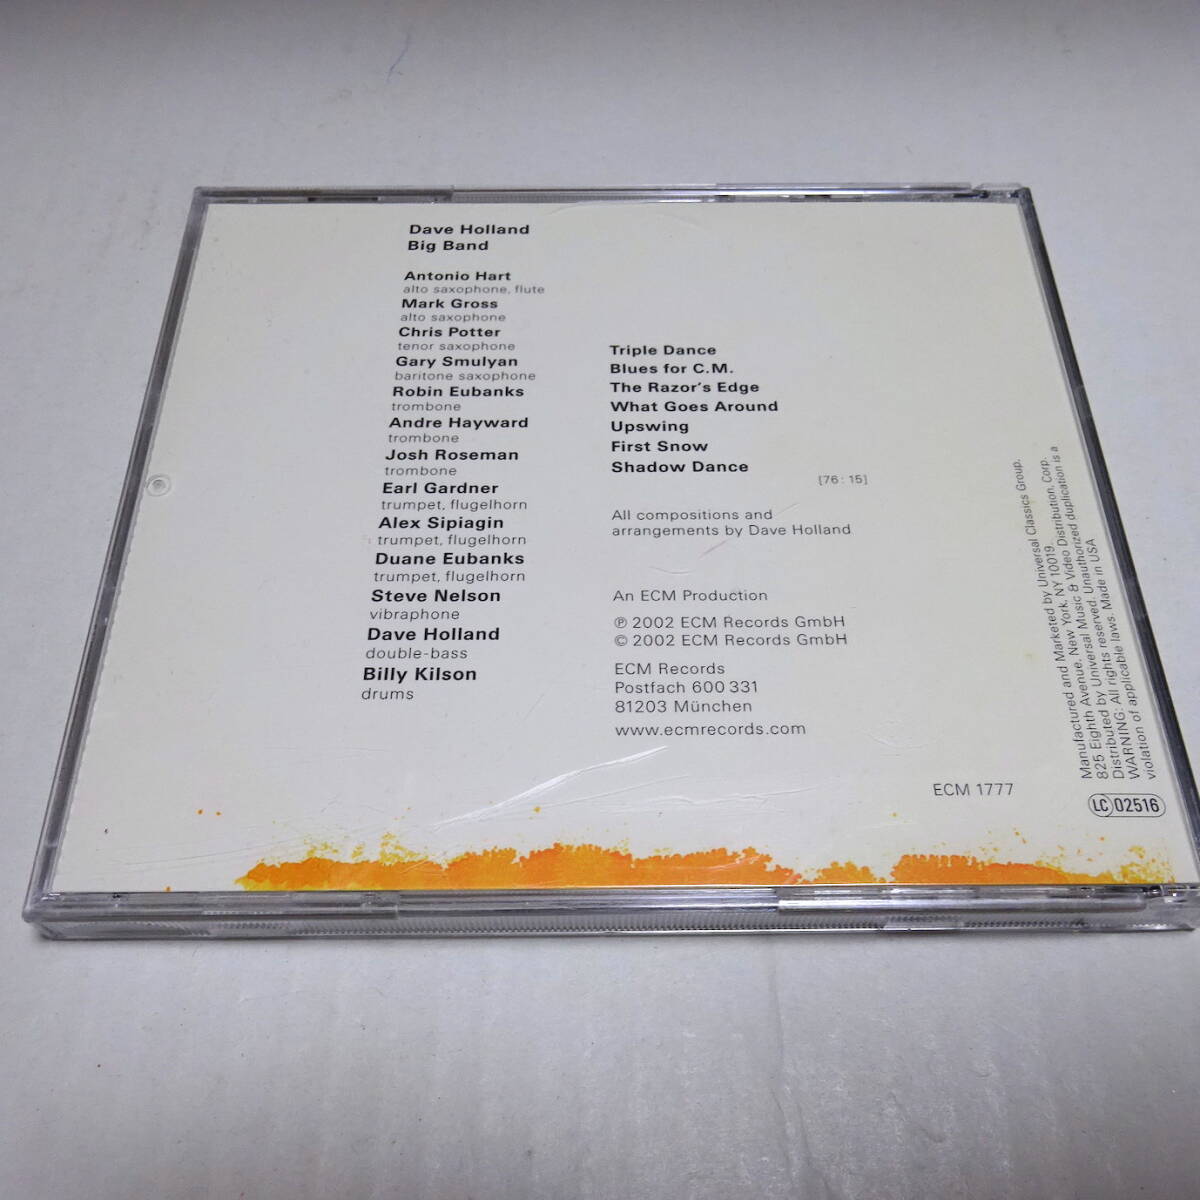 Dave Holland
Big Band
Antonio Hart
alto saxophone, flute
Mark Gross
alto saxophone
Chris Potter
tenor saxophone
Gary Smulyan
baritone saxophone
Robin Eubanks
trombone
Andre Hayward
trombone
Josh Roseman
trombone
Earl Gardner
trumpet, flugelhorn
Alex Sipiagin
trumpet, flugelhorn
Duane Eubanks
trumpet, flugelhorn
Steve Nelson
vibraphone
Dave Holland
double-bass
Billy Kilson
drums
Triple Dance
Blues for C.M.
The Razor's Edge
What Goes Around
Upswing
First Snow
Shadow Dance
[76 : 15]
All compositions and
arrangements by Dave Holland
An ECM Production
℗ 2002 ECM Records GmbH
© 2002 ECM Records GmbH
ECM Records
Postfach 600 331
81203 München
www.ecmrecords.com
ECM 1777
LC 02516
Manufactured and Marketed by Universal Classics Group,
825 Eighth Avenue, New York, NY 10019.
Distributed by Universal Music & Video Distribution, Corp.
WARNING: All rights reserved. Unauthorized duplication is a
violation of applicable laws. Made in USA